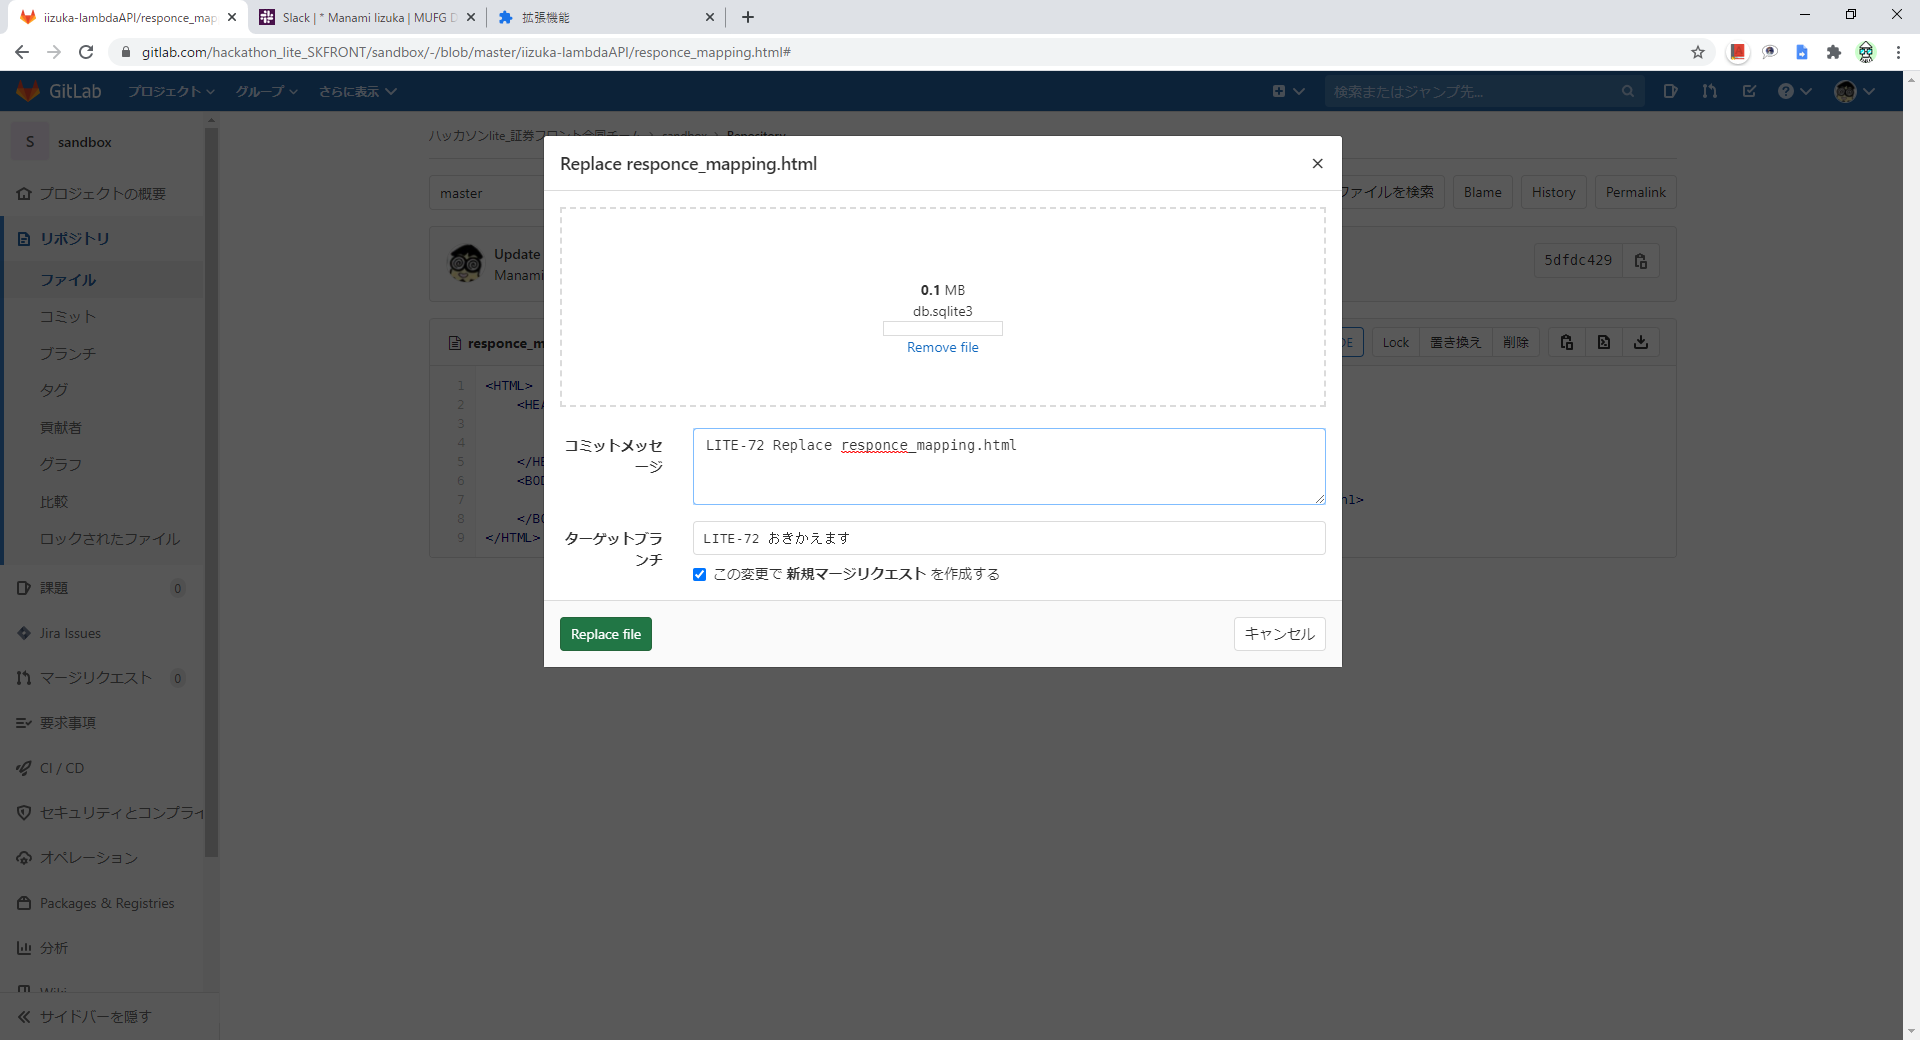 iizuka-lambdaAPI/responce_map
Slack | * Manami Iizuka | MUFG D
拡張機能
gitlab.com/hackathon_lite_SKFRONT/sandbox/-/blob/master/iizuka-lambdaAPI/responce_mapping.html#
GitLab
プロジェクト
グループ
さらに表示
検索またはジャンプ先...
S
sandbox
プロジェクトの概要
リポジトリ
ファイル
コミット
ブランチ
タグ
貢献者
グラフ
比較
ロックされたファイル
課題
0
Jira Issues
マージリクエスト
0
要求事項
CI / CD
セキュリティとコンプライ
オペレーション
Packages & Registries
分析
Wiki
サイドバーを隠す
ハッカソンlite_証券フロント合同チーム > sandbox > Repository
master
ファイルを検索
Blame
History
Permalink
Update
Manami
5dfdc429
responce_m
DE
Lock
置き換え
削除
1 <HTML>
2 <HEA
3
4
5 </HE
6 <BOD
7 h1>
8 </BO
9 </HTML>
Replace responce_mapping.html
×
0.1 MB
db.sqlite3
Remove file
コミットメッセ
ージ
LITE-72 Replace responce_mapping.html
ターゲットブラ
ンチ
LITE-72 おきかえます
この変更で 新規マージリクエスト を作成する
Replace file
キャンセル